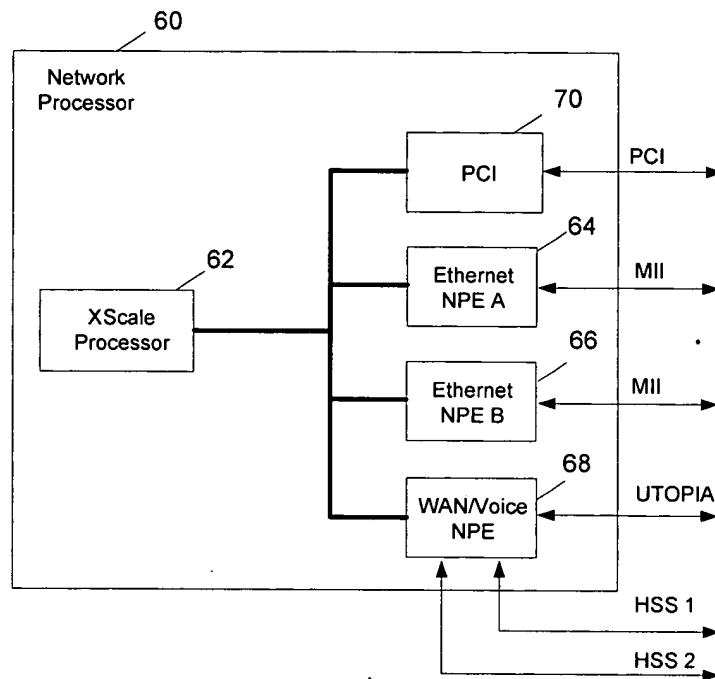 60
Network
Processor
70
PCI
PCI
64
Ethernet
NPE A
MII
62
XScale
Processor
66
Ethernet
NPE B
MII
68
WAN/Voice
NPE
UTOPIA
HSS 1
HSS 2